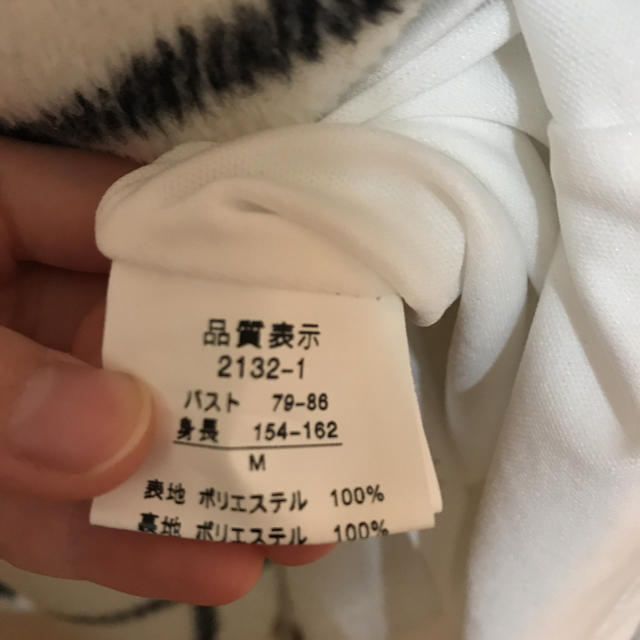 品質表示
2132-1
バスト 79-86
身長 154-162
M
表地 ポリエステル 100%
裏地 ポリエステル 100%